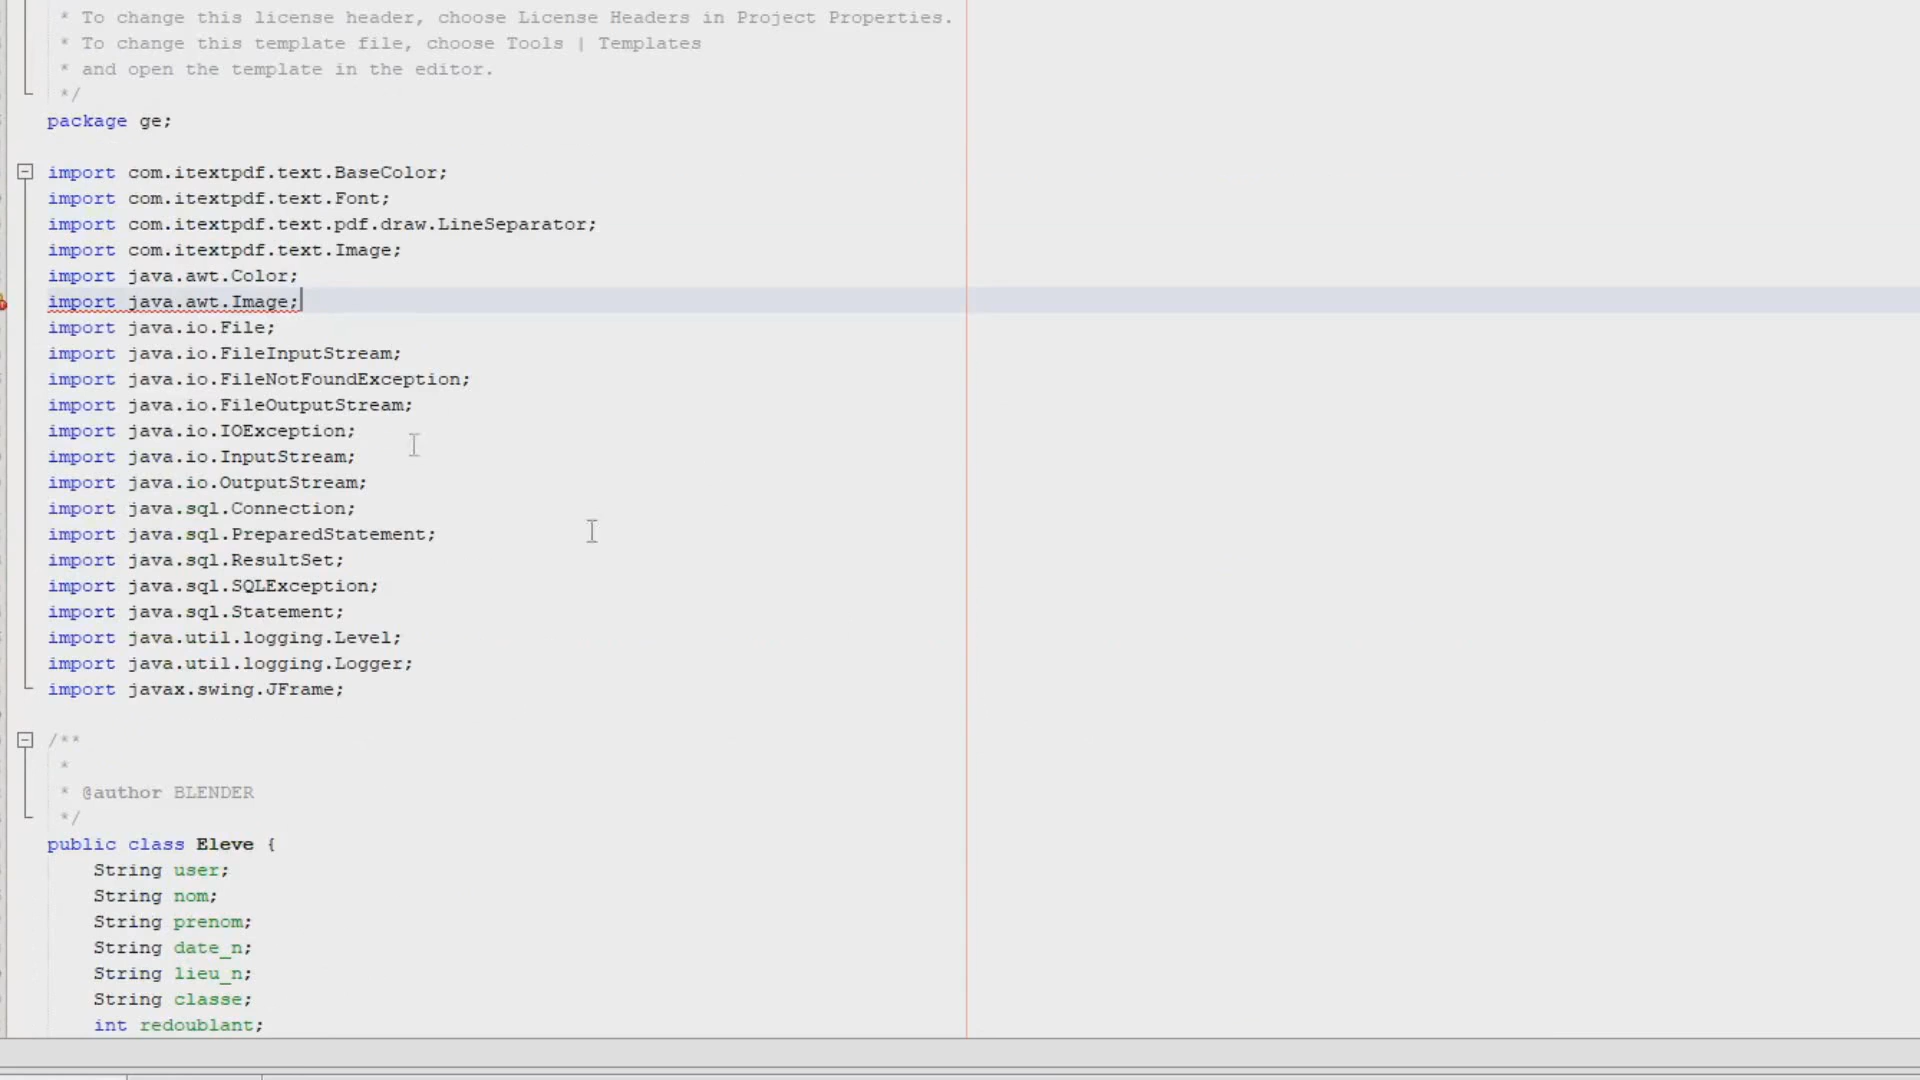 * To change this license header, choose License Headers in Project Properties.
* To change this template file, choose Tools | Templates
* and open the template in the editor.
*/
package ge;
import com.itextpdf.text.BaseColor;
import com.itextpdf.text.Font;
import com.itextpdf.text.pdf.draw.LineSeparator;
import com.itextpdf.text.Image;
import java.awt.Color;
import java.awt.Image;
import java.io.File;
import java.io.FileInputStream;
import java.io.FileNotFoundException;
import java.io.FileOutputStream;
import java.io.IOException;
import java.io.InputStream;
import java.io.OutputStream;
import java.sql.Connection;
import java.sql.PreparedStatement;
import java.sql.ResultSet;
import java.sql.SQLException;
import java.sql.Statement;
import java.util.logging.Level;
import java.util.logging.Logger;
import javax.swing.JFrame;
/**
*
* @author BLENDER
*/
public class Eleve {
String user;
String nom;
String prenom;
String date_n;
String lieu_n;
String classe;
int redoublant;